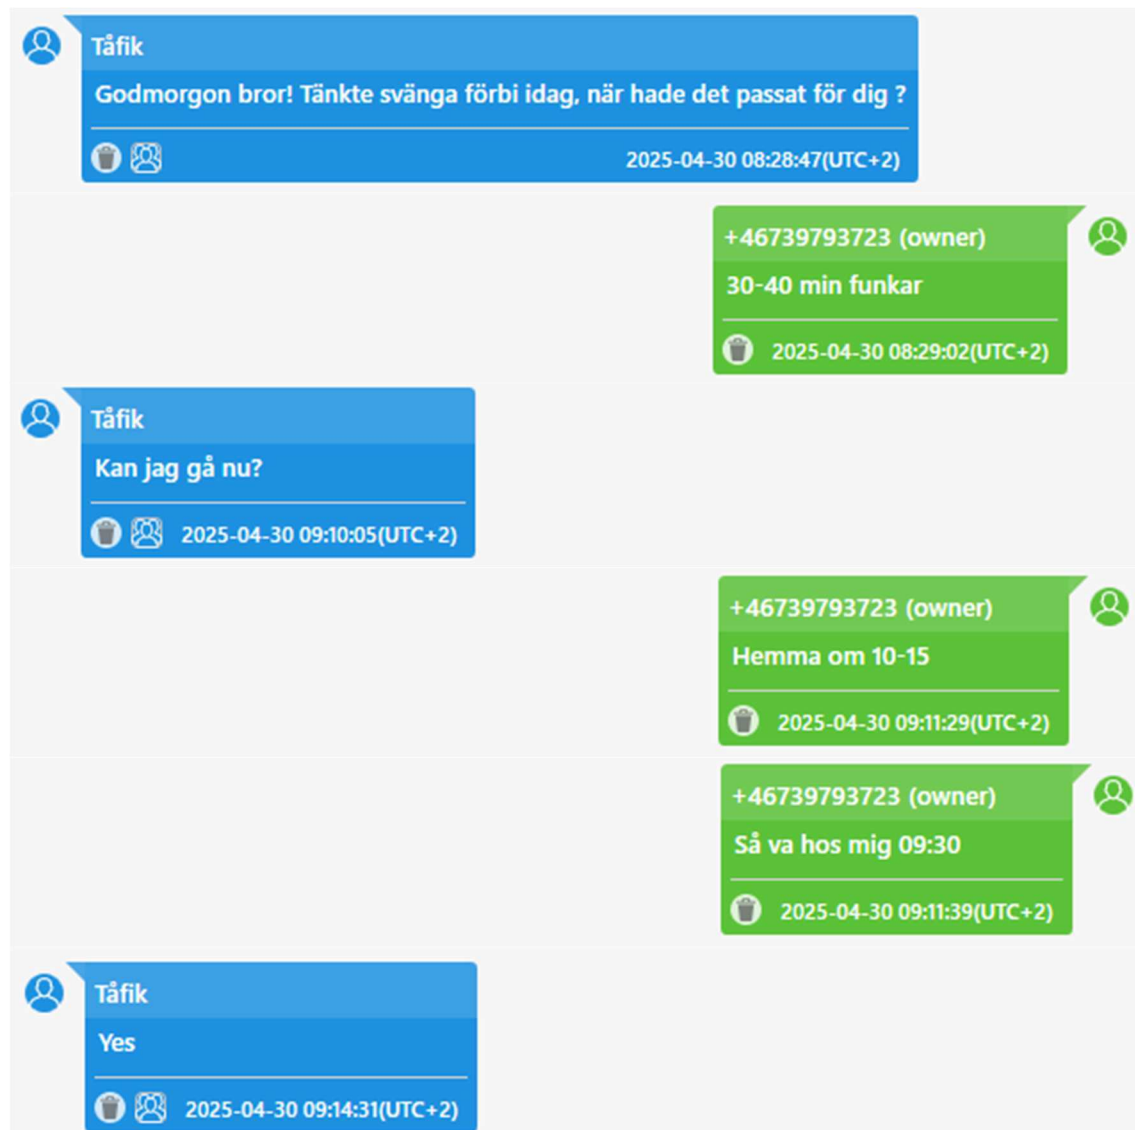 Tåfik
Godmorgon bror! Tänkte svänga förbi idag, när hade det passat för dig ?
2025-04-30 08:28:47(UTC+2)
+46739793723 (owner)
30-40 min funkar
2025-04-30 08:29:02(UTC+2)
Tåfik
Kan jag gå nu?
2025-04-30 09:10:05(UTC+2)
+46739793723 (owner)
Hemma om 10-15
2025-04-30 09:11:29(UTC+2)
+46739793723 (owner)
Så va hos mig 09:30
2025-04-30 09:11:39(UTC+2)
Tåfik
Yes
2025-04-30 09:14:31(UTC+2)